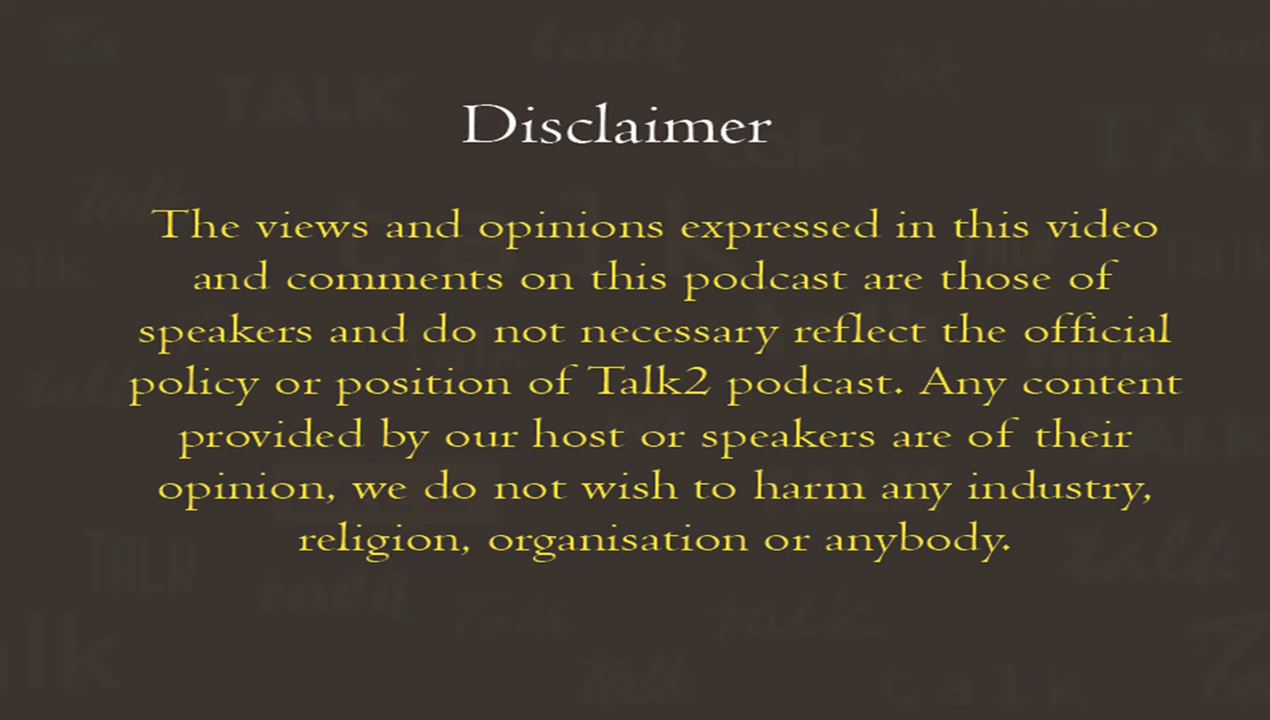 Disclaimer
The views and opinions expressed in this video
and comments on this podcast are those of
speakers and do not necessary reflect the official
policy or position of Talk2 podcast. Any content
provided by our host or speakers are of their
opinion, we do not wish to harm any industry,
religion, organisation or anybody.